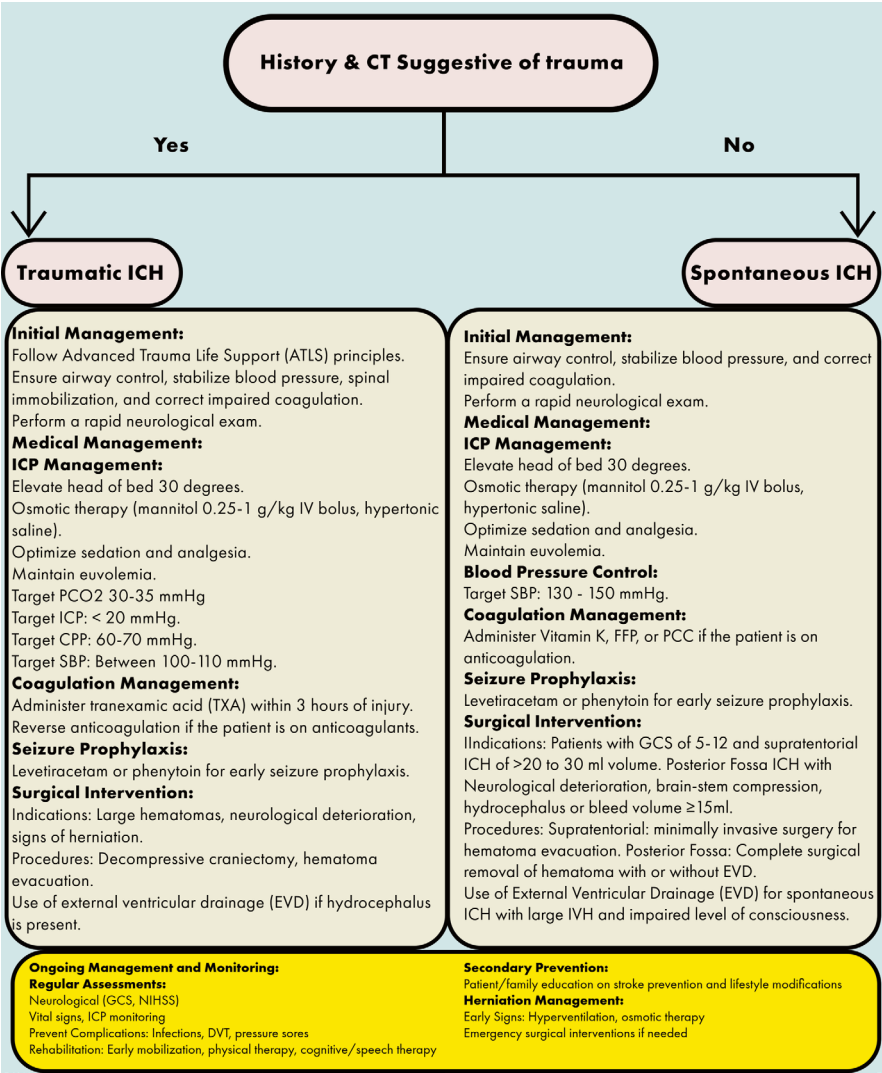 History & CT Suggestive of trauma
Yes
No
Traumatic ICH
Spontaneous ICH
Initial Management:
Follow Advanced Trauma Life Support (ATLS) principles.
Ensure airway control, stabilize blood pressure, spinal
immobilization, and correct impaired coagulation.
Perform a rapid neurological exam.
Medical Management:
ICP Management:
Elevate head of bed 30 degrees.
Osmotic therapy (mannitol 0.25-1 g/kg IV bolus, hypertonic
saline).
Optimize sedation and analgesia.
Maintain euvolemia.
Target PCO2 30-35 mmHg
Target ICP: < 20 mmHg.
Target CPP: 60-70 mmHg.
Target SBP: Between 100-110 mmHg.
Coagulation Management:
Administer tranexamic acid (TXA) within 3 hours of injury.
Reverse anticoagulation if the patient is on anticoagulants.
Seizure Prophylaxis:
Levetiracetam or phenytoin for early seizure prophylaxis.
Surgical Intervention:
Indications: Large hematomas, neurological deterioration,
signs of herniation.
Procedures: Decompressive craniectomy, hematoma
evacuation.
Use of external ventricular drainage (EVD) if hydrocephalus
is present.
Initial Management:
Ensure airway control, stabilize blood pressure, and correct
impaired coagulation.
Perform a rapid neurological exam.
Medical Management:
ICP Management:
Elevate head of bed 30 degrees.
Osmotic therapy (mannitol 0.25-1 g/kg IV bolus,
hypertonic saline).
Optimize sedation and analgesia.
Maintain euvolemia.
Blood Pressure Control:
Target SBP: 130 - 150 mmHg.
Coagulation Management:
Administer Vitamin K, FFP, or PCC if the patient is on
anticoagulation.
Seizure Prophylaxis:
Levetiracetam or phenytoin for early seizure prophylaxis.
Surgical Intervention:
IIndications: Patients with GCS of 5-12 and supratentorial
ICH of >20 to 30 ml volume. Posterior Fossa ICH with
Neurological deterioration, brain-stem compression,
hydrocephalus or bleed volume ≥15ml.
Procedures: Supratentorial: minimally invasive surgery for
hematoma evacuation. Posterior Fossa: Complete surgical
removal of hematoma with or without EVD.
Use of External Ventricular Drainage (EVD) for spontaneous
ICH with large IVH and impaired level of consciousness.
Ongoing Management and Monitoring:
Regular Assessments:
Neurological (GCS, NIHSS)
Vital signs, ICP monitoring
Prevent Complications: Infections, DVT, pressure sores
Rehabilitation: Early mobilization, physical therapy, cognitive/speech therapy
Secondary Prevention:
Patient/family education on stroke prevention and lifestyle modifications
Herniation Management:
Early Signs: Hyperventilation, osmotic therapy
Emergency surgical interventions if needed